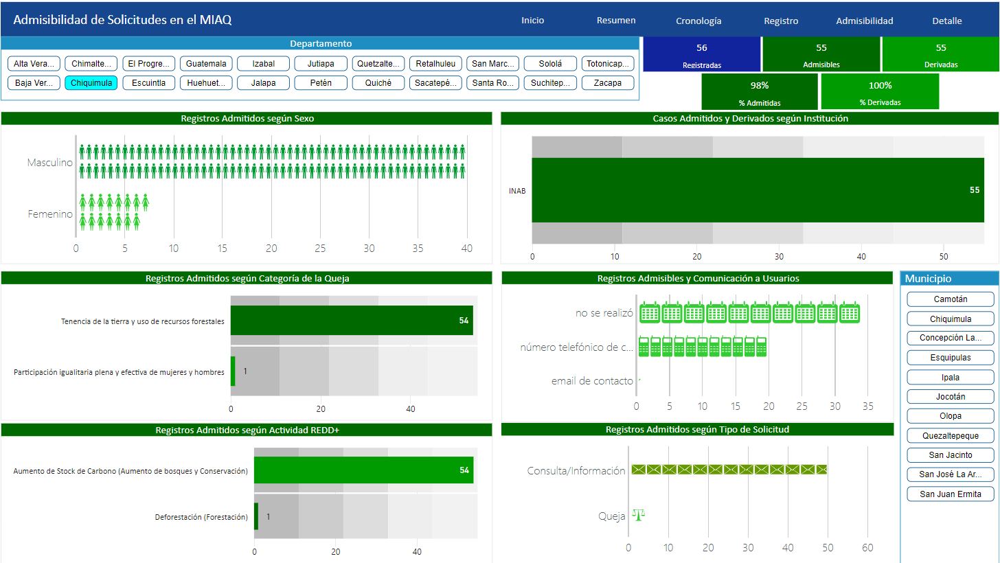 Admisibilidad de Solicitudes en el MIAQ
Inicio Resumen Cronología Registro Admisibilidad Detalle
Departamento
Alta Vera... Chimalte... El Progre... Guatemala Izabal Jutiapa Quetzalte... Retalhuleu San Marc... Sololá Totonicap...
Baja Ver... Chiquimula Escuintla Huehuet... Jalapa Petén Quiché Sacatepé... Santa Ro... Suchitep... Zacapa
56
Registradas
55
Admisibles
55
Derivadas
98%
% Admitidas
100%
% Derivadas
Registros Admitidos según Sexo
Masculino
Femenino
0 5 10 15 20 25 30 35 40
Casos Admitidos y Derivados según Institución
INAB
55
0 10 20 30 40 50
Registros Admitidos según Categoría de la Queja
Tenencia de la tierra y uso de recursos forestales
54
Participación igualitaria plena y efectiva de mujeres y hombres
1
0 20 40
Registros Admisibles y Comunicación a Usuarios
no se realizó
número telefónico de c...
email de contacto
0 5 10 15 20 25 30 35
Municipio
Camotán
Chiquimula
Concepción La...
Esquipulas
Ipala
Jocotán
Olopa
Quezaltepeque
San Jacinto
San José La Ar...
San Juan Ermita
Registros Admitidos según Actividad REDD+
Aumento de Stock de Carbono (Aumento de bosques y Conservación)
54
Deforestación (Forestación)
1
0 20 40
Registros Admitidos según Tipo de Solicitud
Consulta/Información
Queja
0 10 20 30 40 50 60